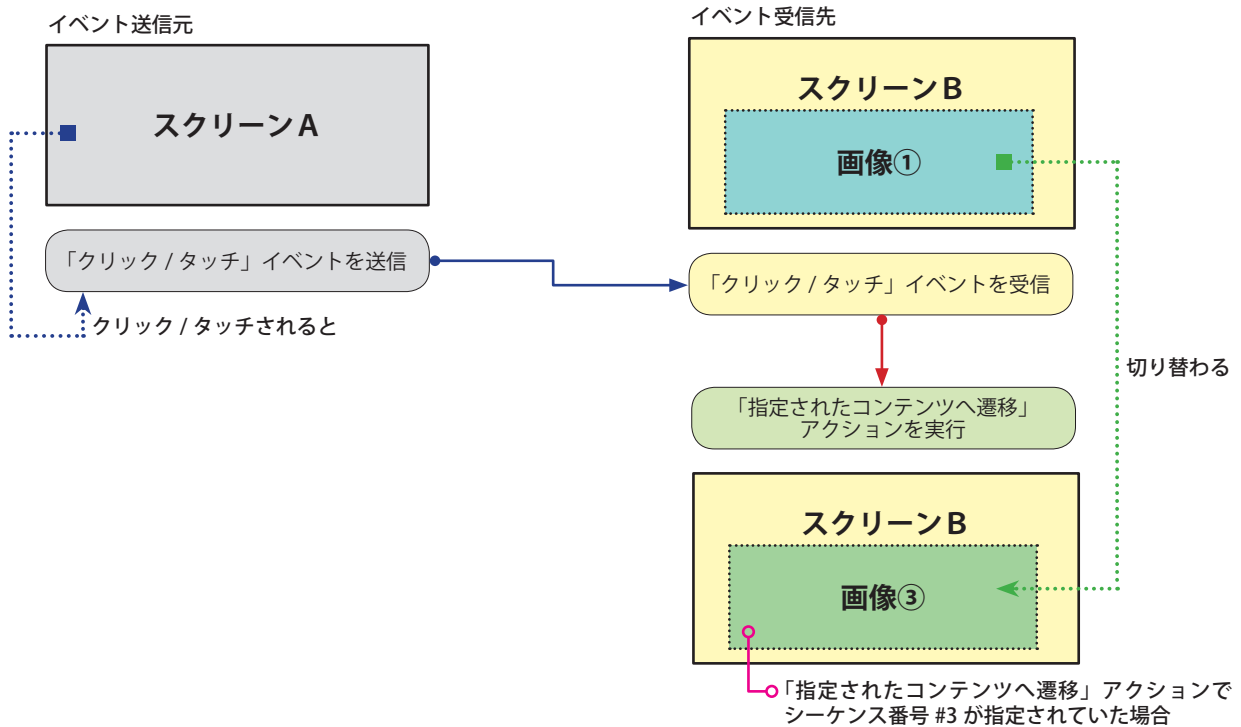 イベント送信元
スクリーンA
「クリック / タッチ」イベントを送信
クリック / タッチされると
イベント受信先
スクリーンB
画像①
「クリック / タッチ」イベントを受信
切り替わる
「指定されたコンテンツへ遷移」
アクションを実行
スクリーンB
画像③
「指定されたコンテンツへ遷移」アクションで
シーケンス番号 #3 が指定されていた場合